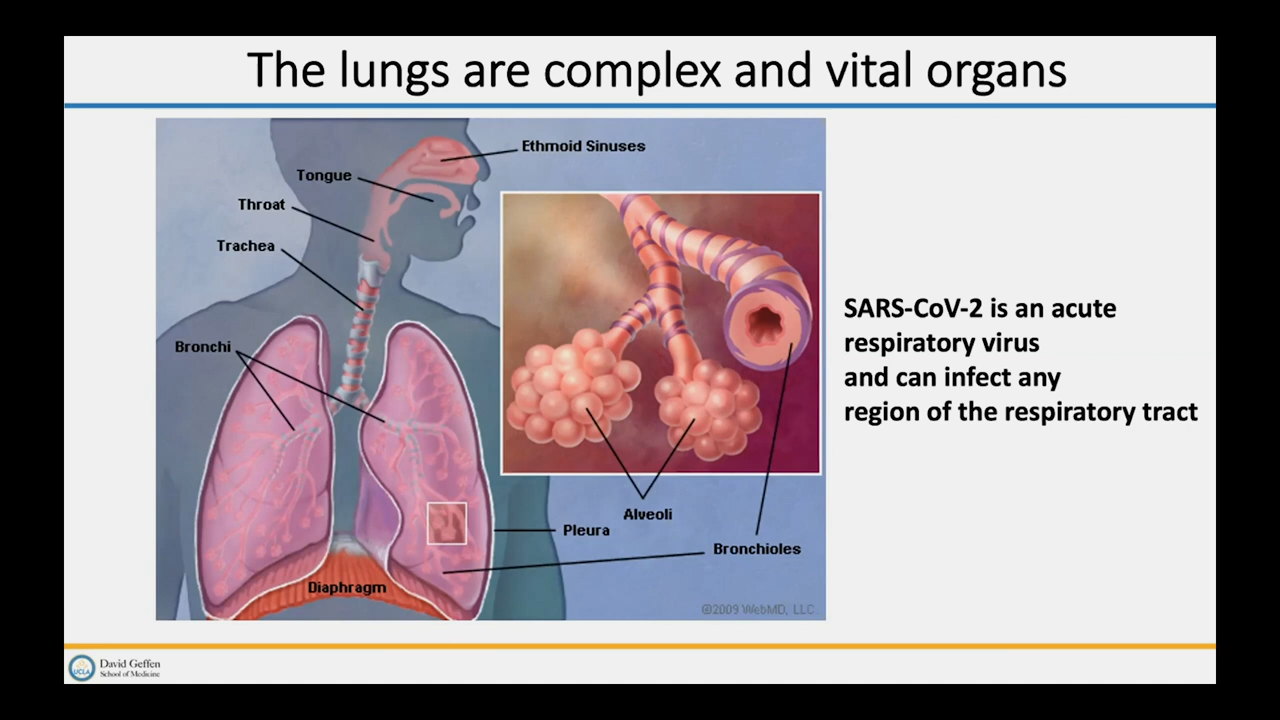 The lungs are complex and vital organs
Ethmoid Sinuses
Tongue
Throat
Trachea
Bronchi
SARS-CoV-2 is an acute
respiratory virus
and can infect any
region of the respiratory tract
Alveoli
Pleura
Bronchioles
Diaphragm
©2009 WebMD, LLC.
UCLA
David Geffen
School of Medicine